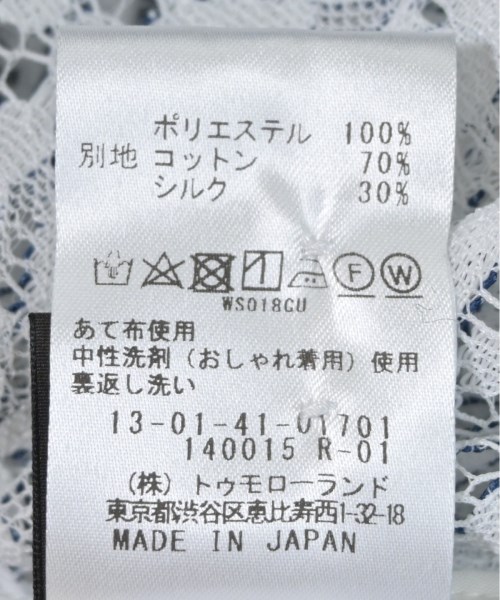 ポリエステル 100%
別地 コットン 70%
シルク 30%
F W
WS018CU
あて布使用
中性洗剤（おしゃれ着用）使用
裏返し洗い
13-01-41-01701
140015 R-01
（株）トゥモローランド
東京都渋谷区恵比寿西1-32-18
MADE IN JAPAN